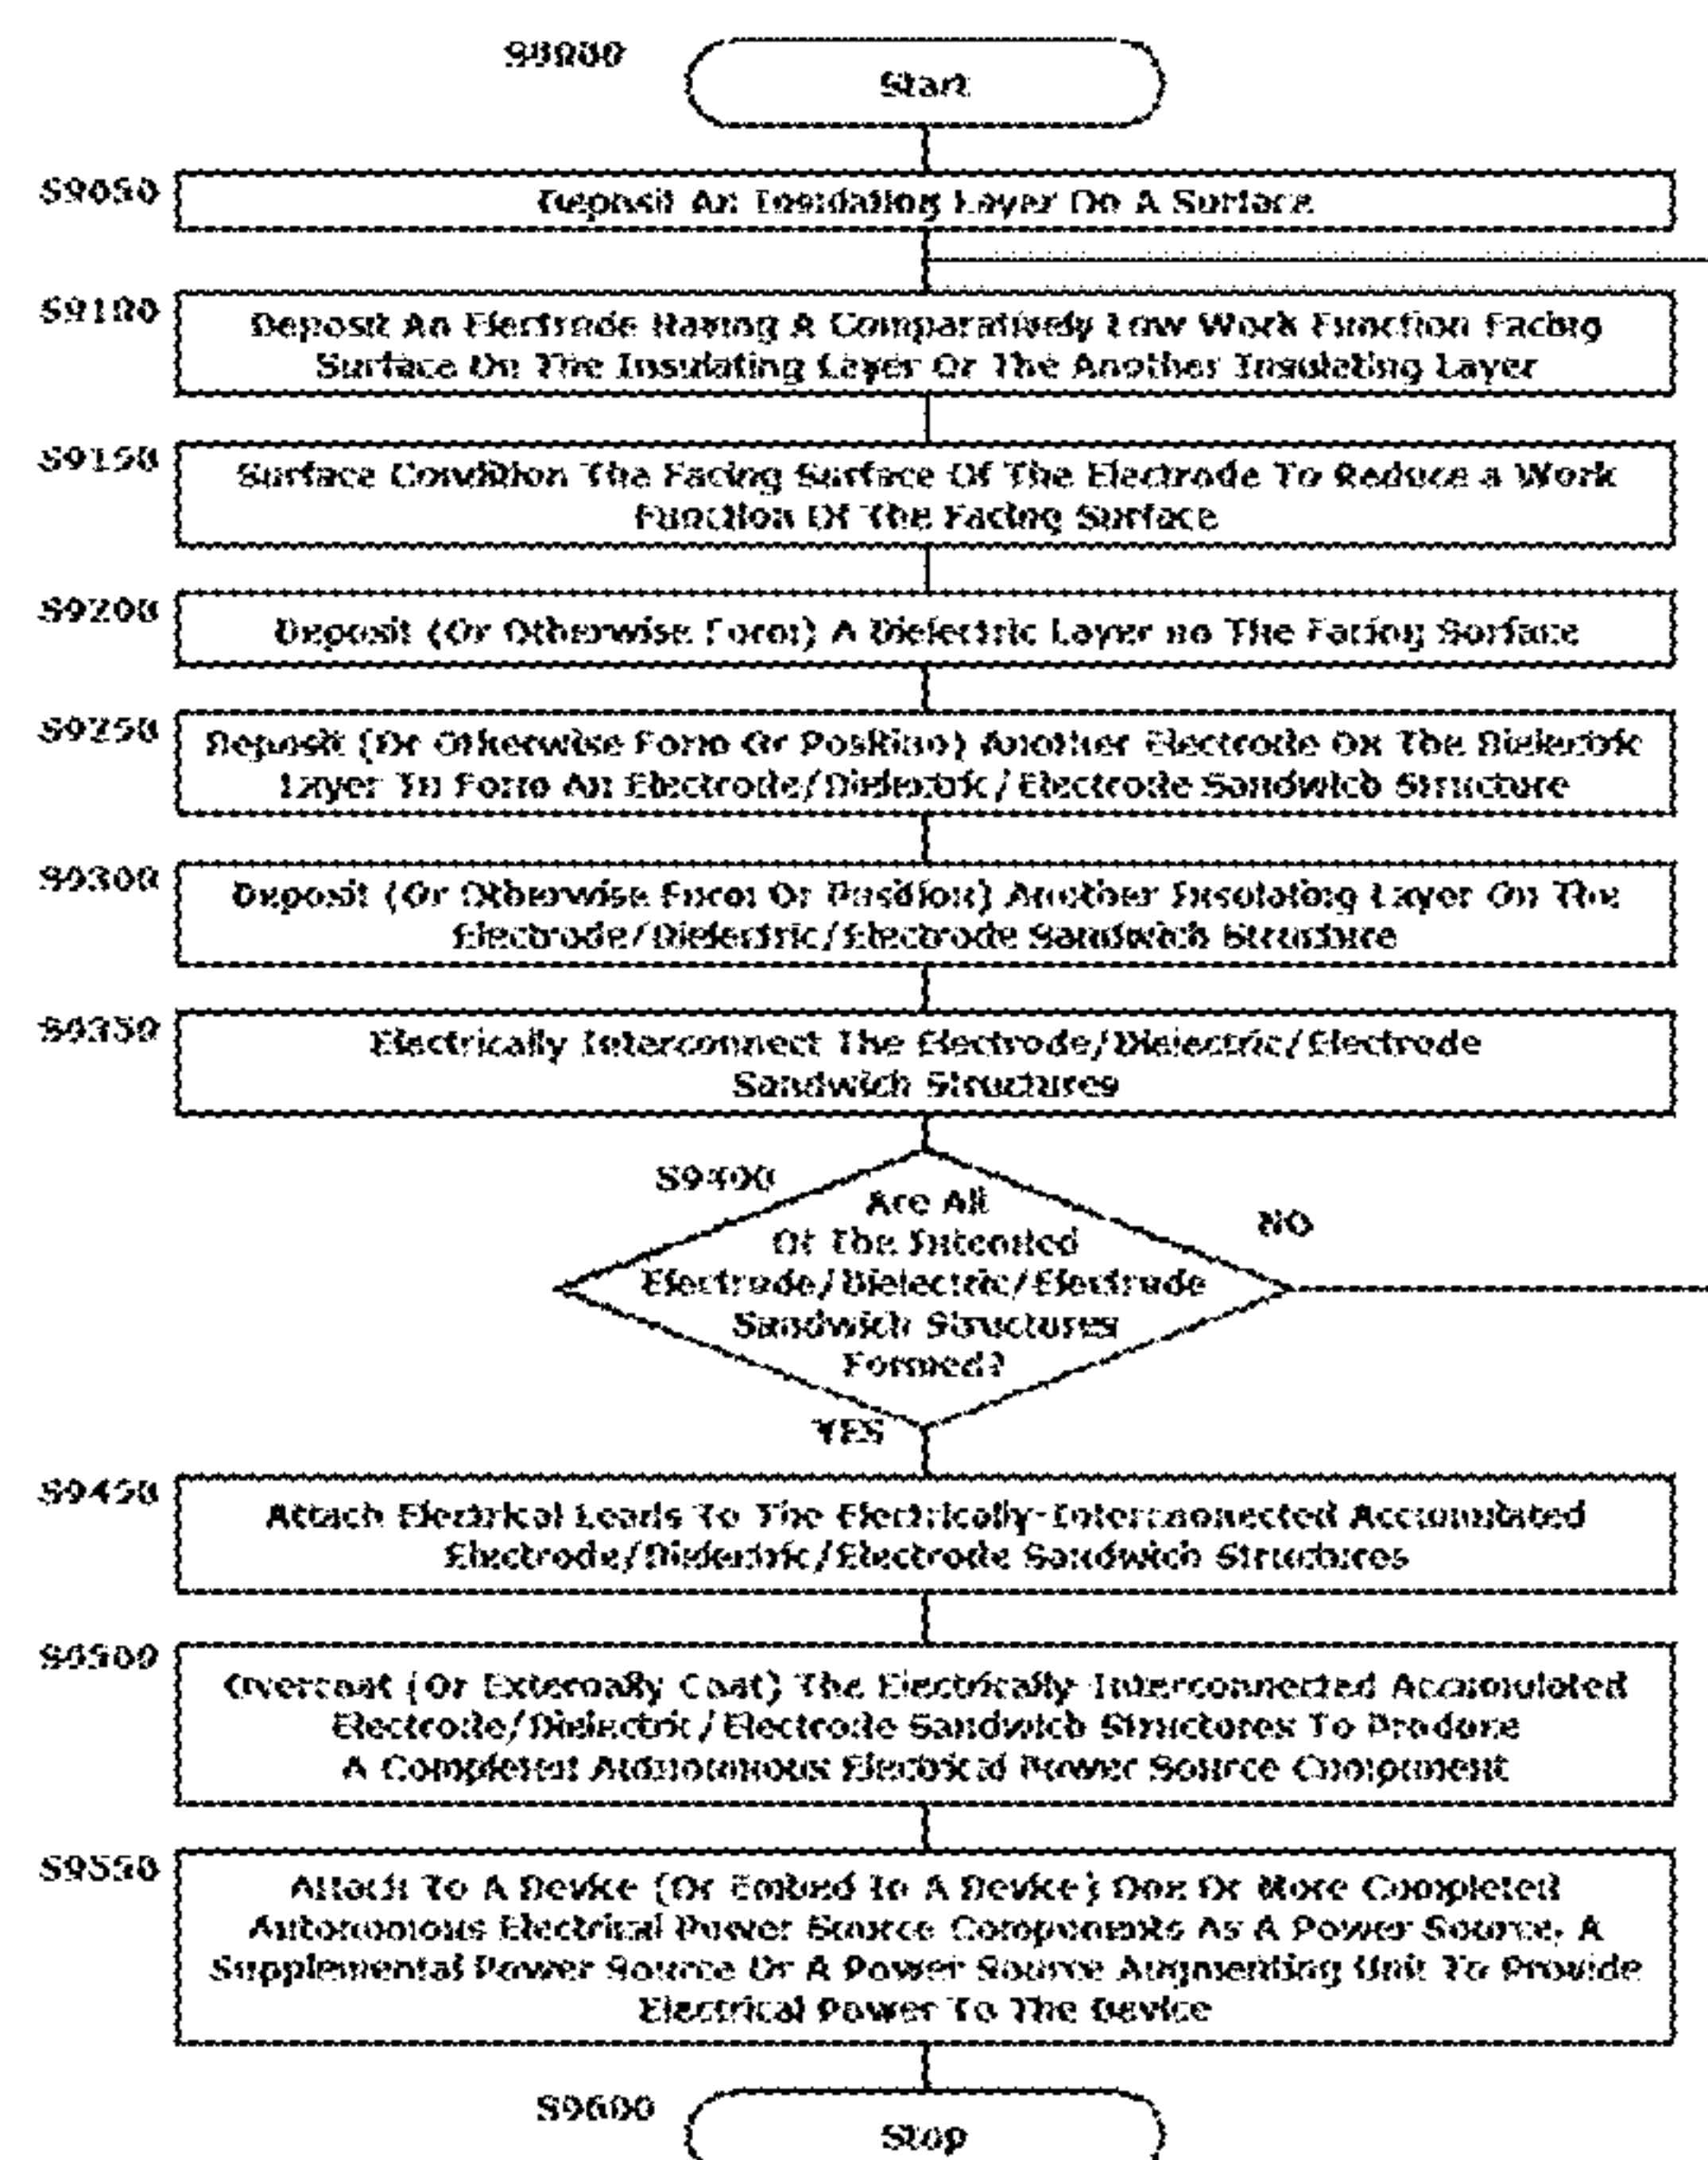 S9000
Start
S9050
Deposit An Insulating Layer On A Surface
S9100
Deposit An Electrode Having A Comparatively Low Work Function Facing
Surface On The Insulating Layer Or The Another Insulating Layer
S9150
Surface Condition The Facing Surface Of The Electrode To Reduce a Work
Function Of The Facing Surface
S9200
Deposit (Or Otherwise Form) A Dielectric Layer on The Facing Surface
S9250
Deposit (Or Otherwise Form Or Position) Another Electrode On The Dielectric
Layer To Form An Electrode/Dielectric/Electrode Sandwich Structure
S9300
Deposit (Or Otherwise Form Or Position) Another Insulating Layer On The
Electrode/Dielectric/Electrode Sandwich Structure
S9350
Electrically Interconnect The Electrode/Dielectric/Electrode
Sandwich Structures
S9400
Are All
Of The Intended
Electrode/Dielectric/Electrode
Sandwich Structures
Formed?
NO
YES
S9450
Attach Electrical Leads To The Electrically-Interconnected Accumulated
Electrode/Dielectric/Electrode Sandwich Structures
S9500
Overcoat (Or Externally Coat) The Electrically-Interconnected Accumulated
Electrode/Dielectric/Electrode Sandwich Structures To Produce
A Completed Autonomous Electrical Power Source Component
S9550
Attach To A Device (Or Embed In A Device) One Or More Completed
Autonomous Electrical Power Source Components As A Power Source, A
Supplemental Power Source Or A Power Source Augmenting Unit To Provide
Electrical Power To The Device
S9600
Stop